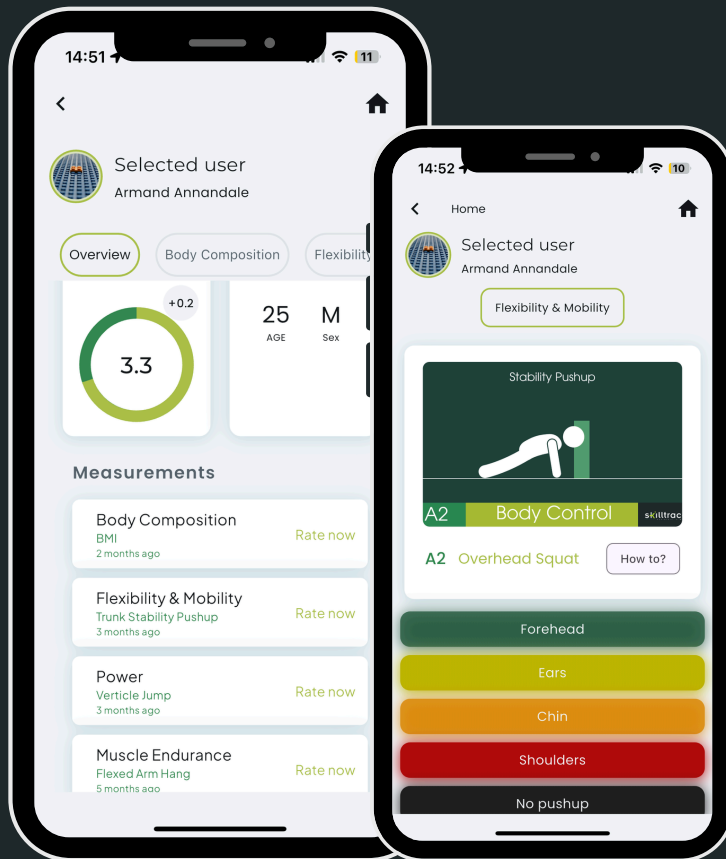 14:51
11
Selected user
Armand Annandale
Overview
Body Composition
Flexibility
+0.2
3.3
25
M
AGE
Sex
Measurements
Body Composition
BMI
2 months ago
Rate now
Flexibility & Mobility
Trunk Stability Pushup
3 months ago
Rate now
Power
Verticle Jump
3 months ago
Rate now
Muscle Endurance
Flexed Arm Hang
5 months ago
Rate now
14:52
10
Home
Selected user
Armand Annandale
Flexibility & Mobility
Stability Pushup
A2
Body Control
skilltrac
A2 Overhead Squat
How to?
Forehead
Ears
Chin
Shoulders
No pushup